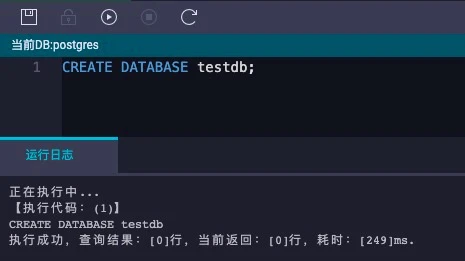 当前DB:postgres
1 CREATE DATABASE testdb;
运行日志
正在执行中...
【执行代码: (1)】
CREATE DATABASE testdb
执行成功, 查询结果: [0]行, 当前返回: [0]行, 耗时: [249]ms.